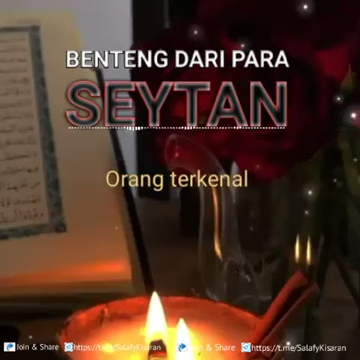 BENTENG DARI PARA
SEYTAN
Orang terkenal
Join & Share https://t.me/SalafyKisaran Join & Share https://t.me/SalafyKisaran